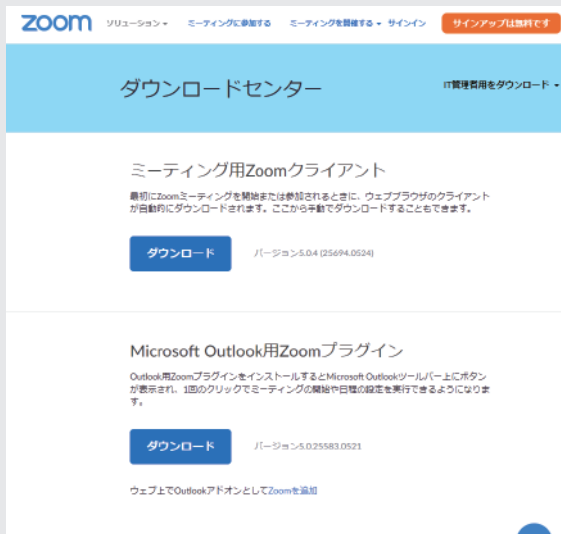 zoom ソリューション ミーティングに参加する ミーティングを開催する サインイン サインアップは無料です
ダウンロードセンター IT管理者用をダウンロード
ミーティング用Zoomクライアント
最初にZoomミーティングを開始または参加されるときに、ウェブブラウザのクライアント
が自動的にダウンロードされます。ここから手動でダウンロードすることもできます。
ダウンロード バージョン5.0.4 (25694.0524)
Microsoft Outlook用Zoomプラグイン
Outlook用ZoomプラグインをインストールするとMicrosoft Outlookツールバー上にボタン
が表示され、1回のクリックでミーティングの開始や日程の設定を実行できるようになりま
す。
ダウンロード バージョン5.0.25583.0521
ウェブ上でOutlookアドオンとしてZoomを追加